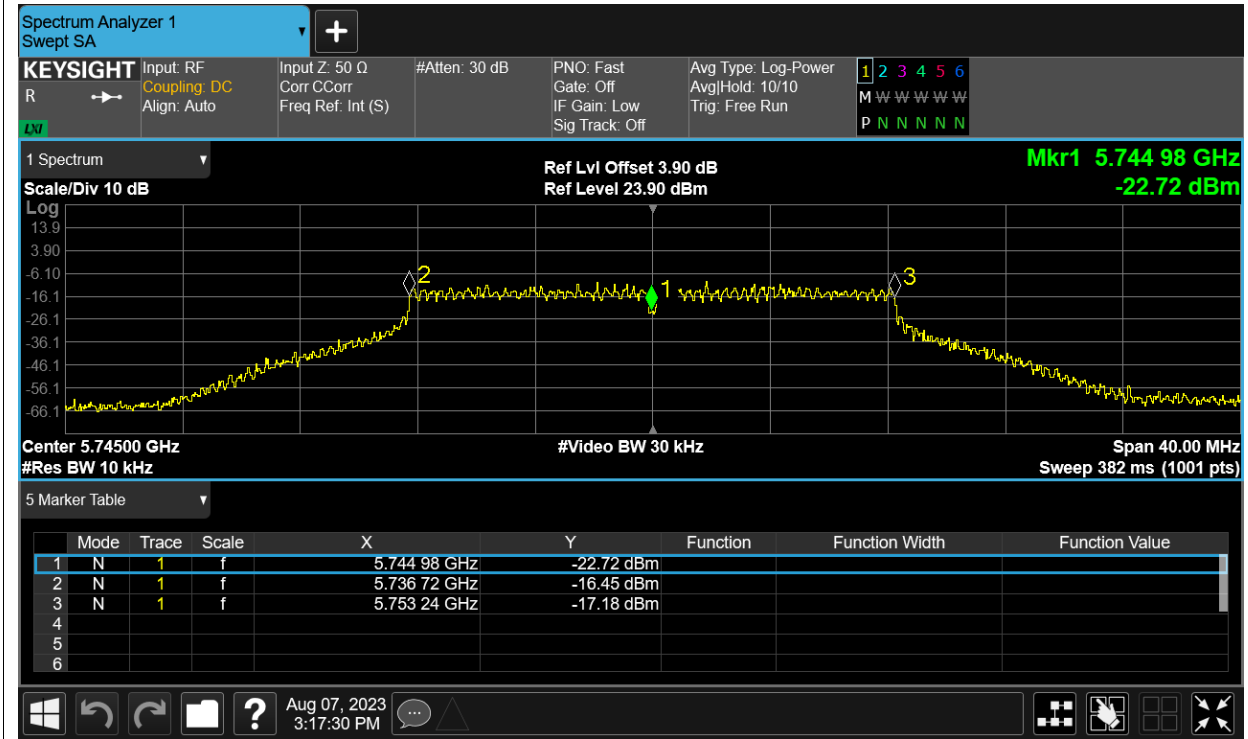 Spectrum Analyzer 1
Swept SA
+
KEYSIGHT
R
LXI
Input: RF
Coupling: DC
Align: Auto
Input Z: 50 Ω
Corr CCorr
Freq Ref: Int (S)
#Atten: 30 dB
PNO: Fast
Gate: Off
IF Gain: Low
Sig Track: Off
Avg Type: Log-Power
Avg|Hold: 10/10
Trig: Free Run
1 2 3 4 5 6
M W W W W W
P N N N N N
1 Spectrum
Scale/Div 10 dB
Ref Lvl Offset 3.90 dB
Ref Level 23.90 dBm
Mkr1 5.744 98 GHz
-22.72 dBm
Log
13.9
3.90
-6.10
-16.1
-26.1
-36.1
-46.1
-56.1
-66.1
2
1
3
Center 5.74500 GHz
#Video BW 30 kHz
Span 40.00 MHz
#Res BW 10 kHz
Sweep 382 ms (1001 pts)
5 Marker Table
Mode Trace Scale X Y Function Function Width Function Value
1 N 1 f 5.744 98 GHz -22.72 dBm
2 N 1 f 5.736 72 GHz -16.45 dBm
3 N 1 f 5.753 24 GHz -17.18 dBm
4
5
6
?
Aug 07, 2023
3:17:30 PM